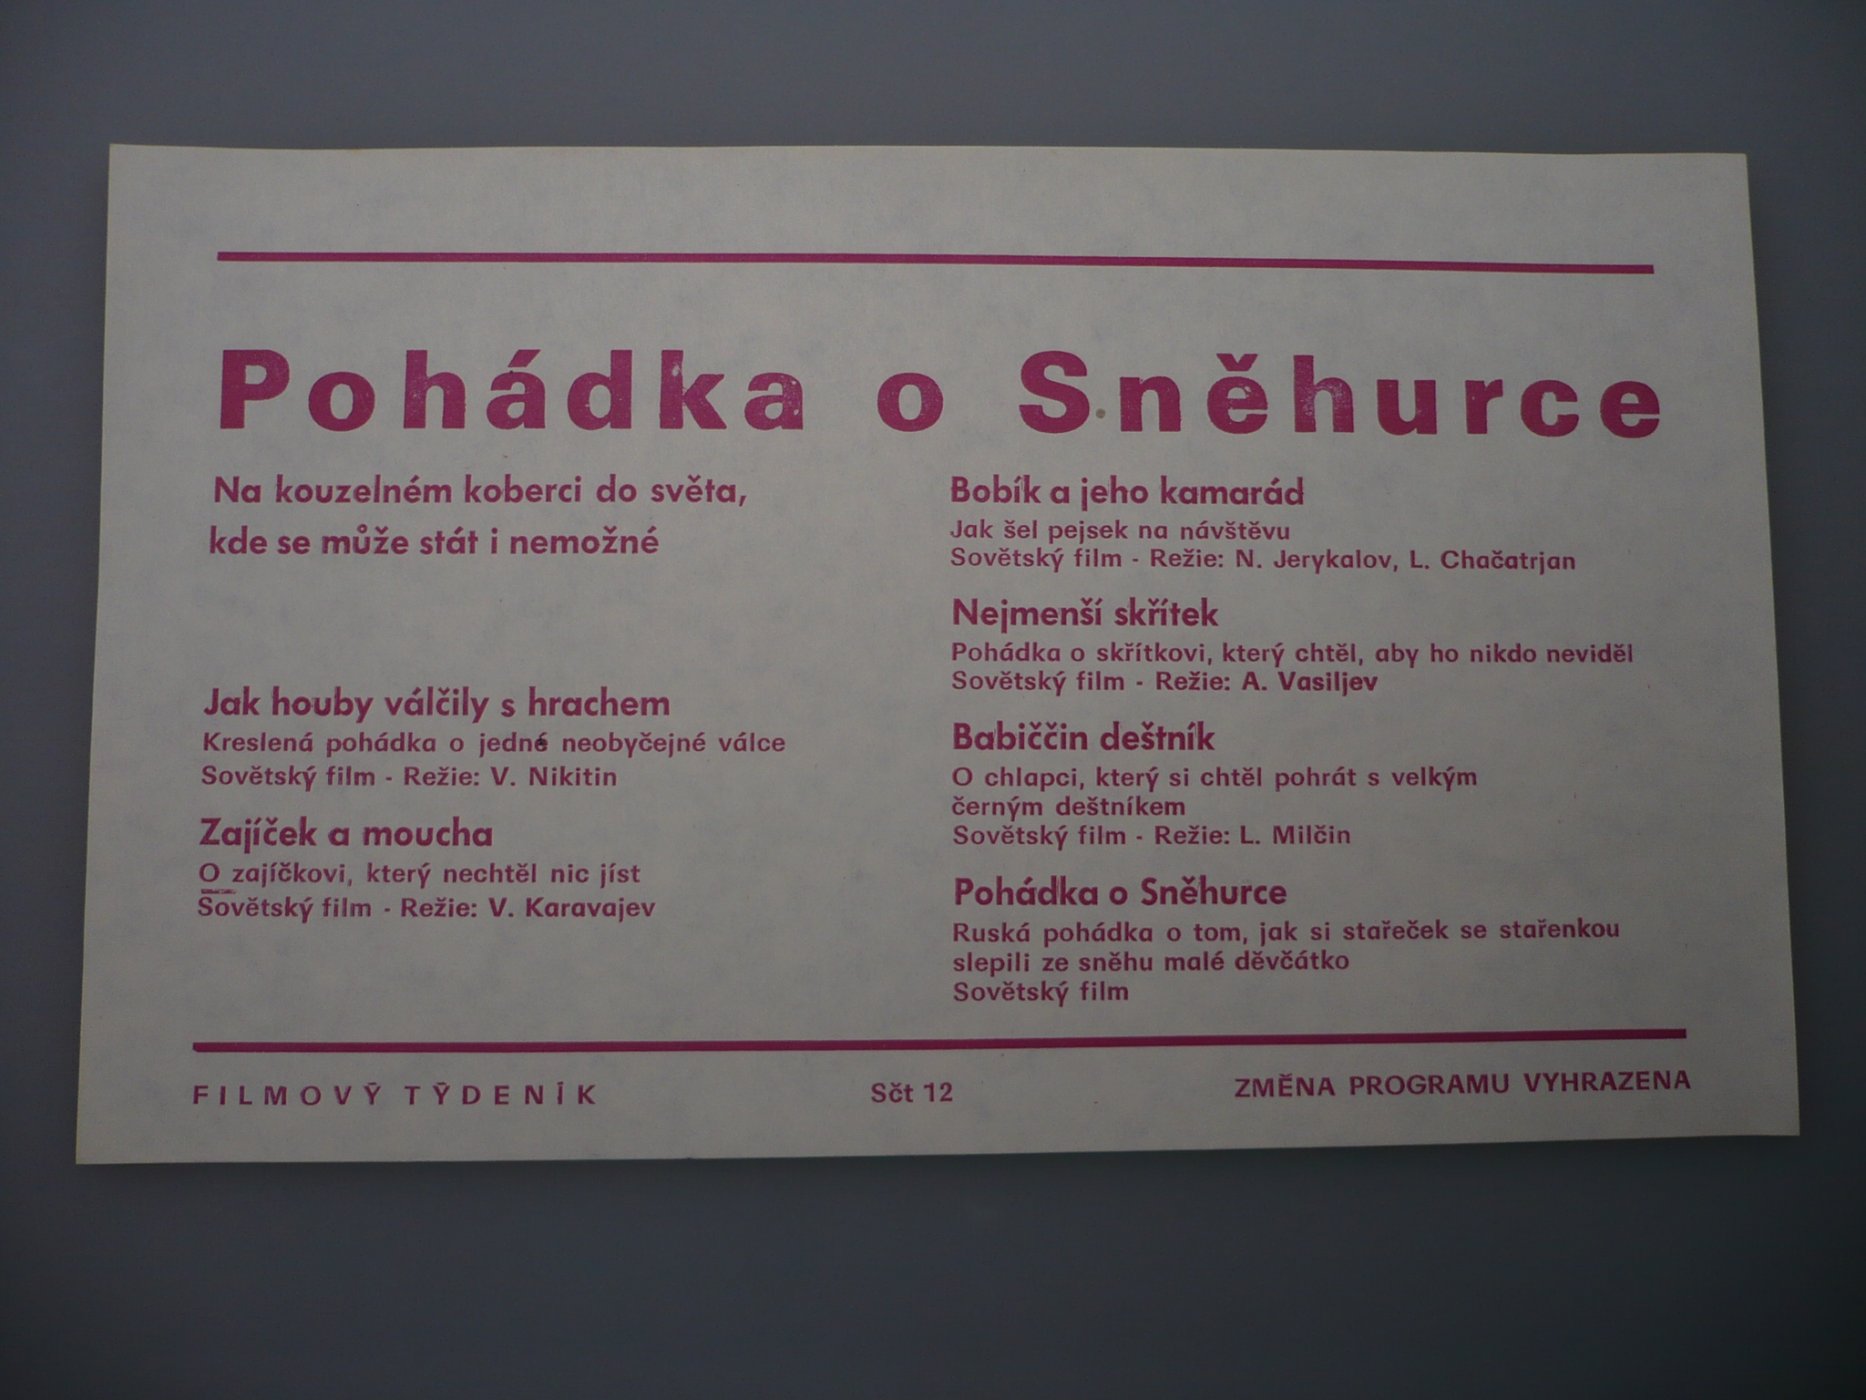 Pohádka o Sněhurce
Na kouzelném koberci do světa,
kde se může stát i nemožné
Jak houby válčily s hrachem
Kreslená pohádka o jedné neobyčejné válce
Sovětský film - Režie: V. Nikitin
Zajíček a moucha
O zajíčkovi, který nechtěl nic jíst
Sovětský film - Režie: V. Karavajev
Bobík a jeho kamarád
Jak šel pejsek na návštěvu
Sovětský film - Režie: N. Jerykalov, L. Chačatrjan
Nejmenší skřítek
Pohádka o skřítkovi, který chtěl, aby ho nikdo neviděl
Sovětský film - Režie: A. Vasiljev
Babiččin deštník
O chlapci, který si chtěl pohrát s velkým
černým deštníkem
Sovětský film - Režie: L. Milčin
Pohádka o Sněhurce
Ruská pohádka o tom, jak si stařeček se stařenkou
slepili ze sněhu malé děvčátko
Sovětský film
FILMOVÝ TÝDENÍK
Sčt 12
ZMĚNA PROGRAMU VYHRAZENA